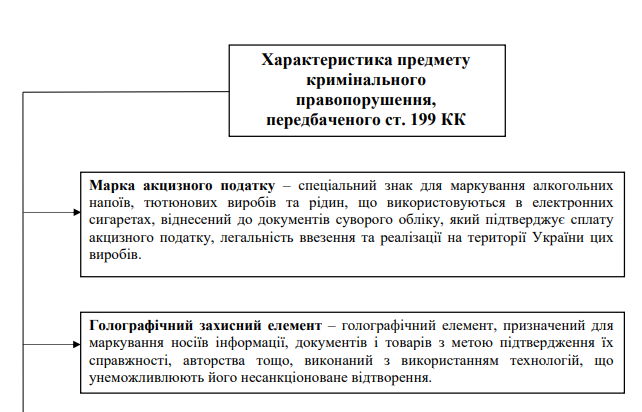 Характеристика предмету
кримінального
правопорушення,
передбаченого ст. 199 КК
Марка акцизного податку – спеціальний знак для маркування алкогольних
напоїв, тютюнових виробів та рідин, що використовуються в електронних
сигаретах, віднесений до документів суворого обліку, який підтверджує сплату
акцизного податку, легальність ввезення та реалізації на території України цих
виробів.
Голографічний захисний елемент – голографічний елемент, призначений для
маркування носіїв інформації, документів і товарів з метою підтвердження їх
справжності, авторства тощо, виконаний з використанням технологій, що
унеможливлюють його несанкціоноване відтворення.